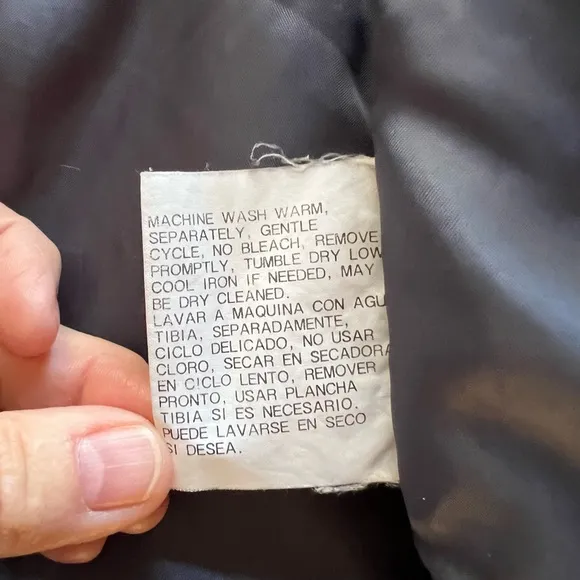 MACHINE WASH WARM,
SEPARATELY, GENTLE
CYCLE, NO BLEACH, REMOVE
PROMPTLY, TUMBLE DRY LOW
COOL IRON IF NEEDED, MAY
BE DRY CLEANED.
LAVAR A MAQUINA CON AGU
TIBIA, SEPARADAMENTE,
CICLO DELICADO, NO USAR
CLORO, SECAR EN SECADORA
EN CICLO LENTO, REMOVER
PRONTO, USAR PLANCHA
TIBIA SI ES NECESARIO.
PUEDE LAVARSE EN SECO
SI DESEA.